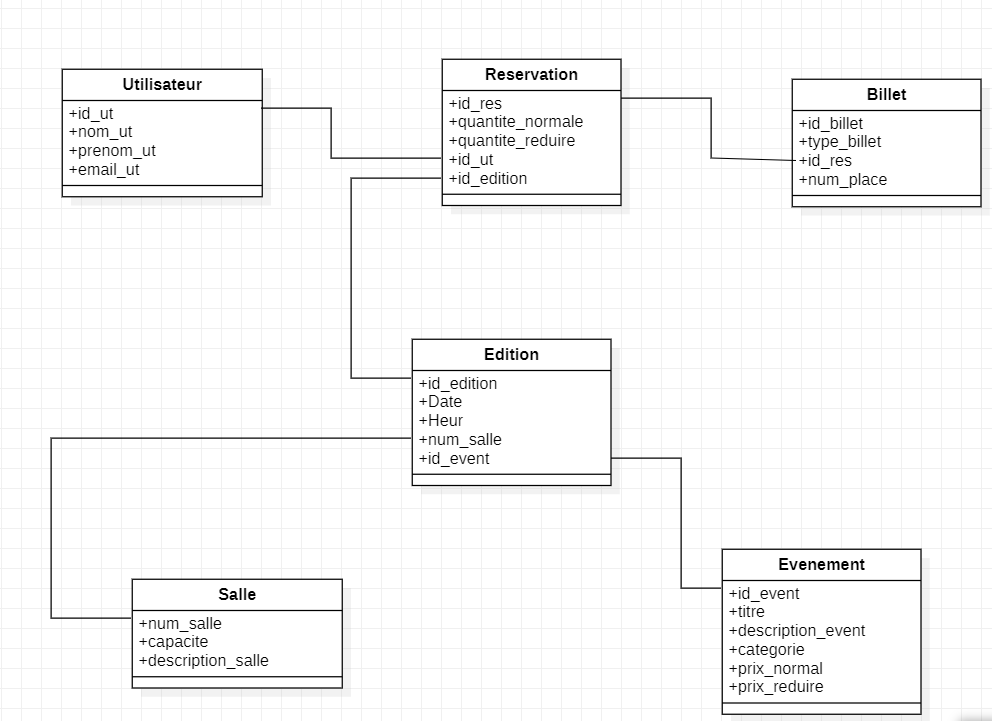 Utilisateur
+id_ut
+nom_ut
+prenom_ut
+email_ut
Reservation
+id_res
+quantite_normale
+quantite_reduire
+id_ut
+id_edition
Billet
+id_billet
+type_billet
+id_res
+num_place
Edition
+id_edition
+Date
+Heur
+num_salle
+id_event
Salle
+num_salle
+capacite
+description_salle
Evenement
+id_event
+titre
+description_event
+categorie
+prix_normal
+prix_reduire